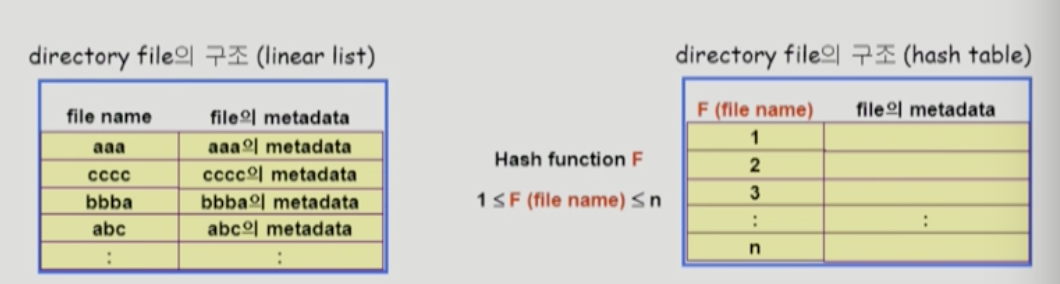 directory file의 구조 (linear list)
file name file의 metadata
aaa aaa의 metadata
cccc cccc의 metadata
bbba bbba의 metadata
abc abc의 metadata
: :
Hash function F
1 ≤ F (file name) ≤ n
directory file의 구조 (hash table)
F (file name) file의 metadata
1
2
3
: :
n